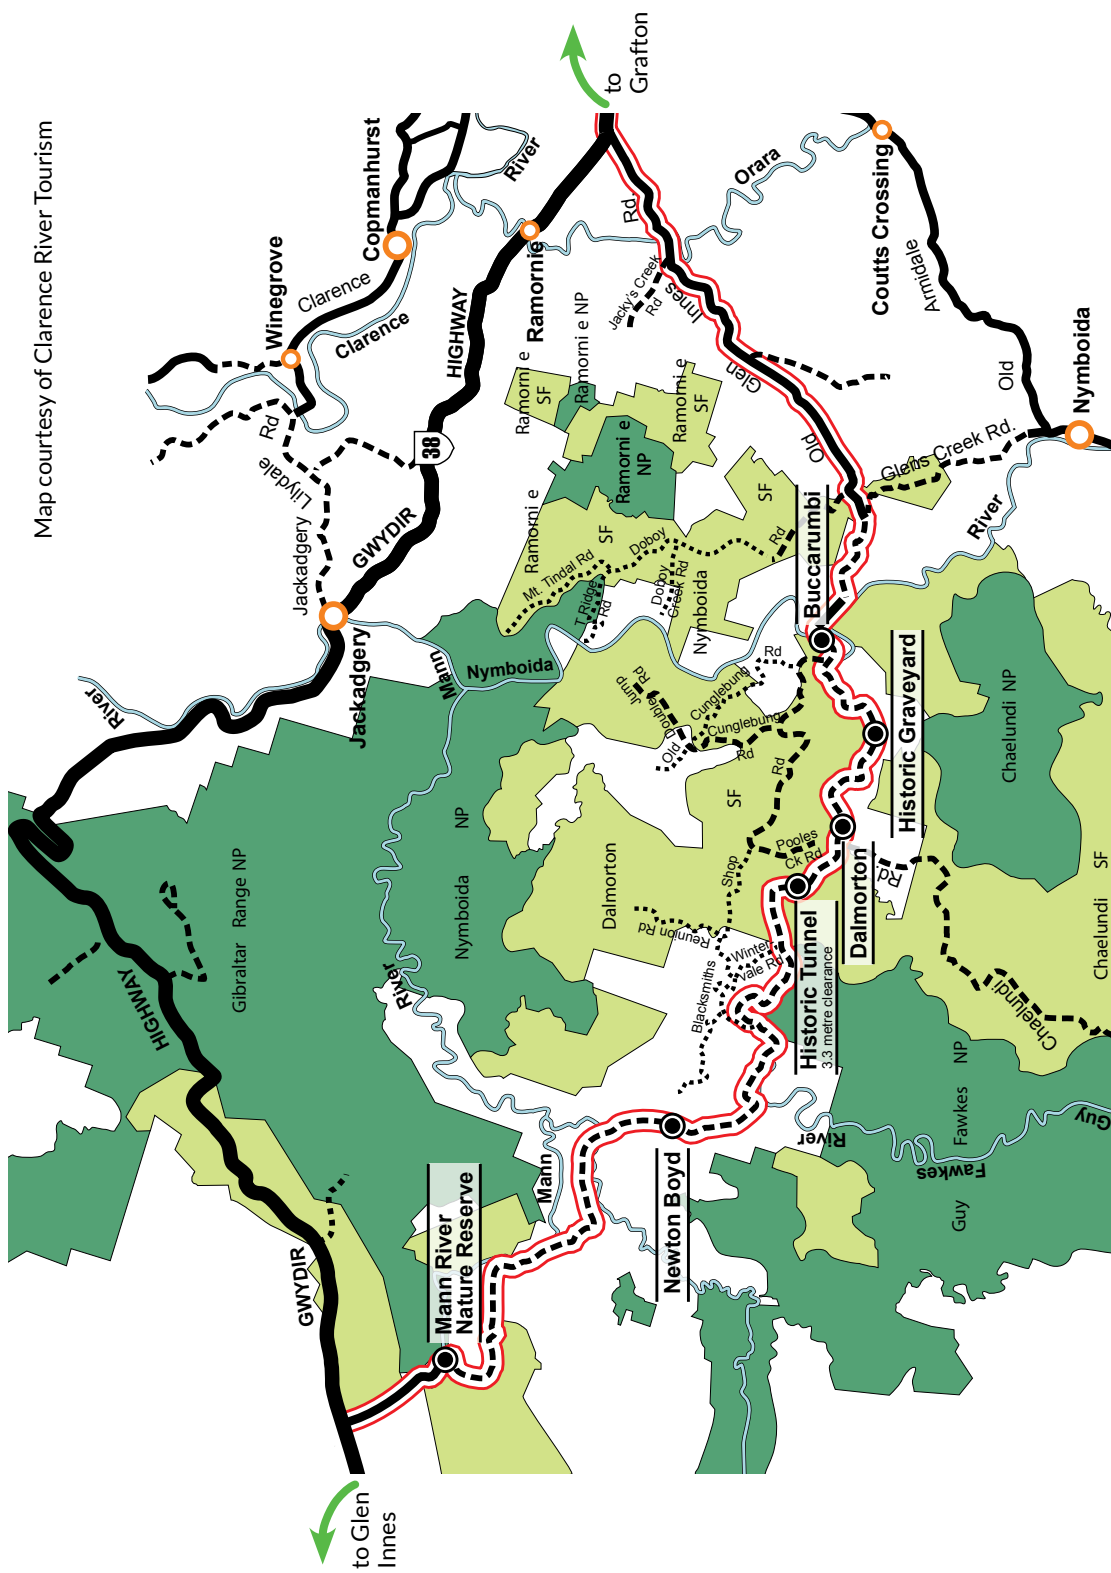 Map courtesy of Clarence River Tourism
to
Grafton
to Glen
Innes
Winegrove
Copmanhurst
Clarence
Clarence
River
Orara
Coutts Crossing
Ramornie
HIGHWAY
38
GWYDIR
Rd
Lilydale
Jackadgery
Jackadgery
River
Mann
Nymboida
Rd.
Innes
Glen
Old
Jacky's Creek
Rd
Ramorni e
SF
Ramorni e NP
Ramorni e
NP
Ramorni e
SF
Ramorni e
SF
SF
Armidale
Old
Nymboida
Glens Creek Rd.
River
Mt. Tindal Rd
Doboy
Rd
T Ridge
Rd
Doboy
Creek Rd
Nymboida
Buccarumbi
Historic Graveyard
Chaelundi NP
Chaelundi
SF
Double
Jump
Rd
Cunglebung
Rd
Old
Cunglebung
Rd
Rd
SF
Dalmorton
Pooles
Ck Rd
Shop
Reunion Rd
Blacksmiths
Winter
vale Rd
Dalmorton
Historic Tunnel
3.3 metre clearance
Rd.
Chaelundi
Nymboida
NP
Gibraltar
Range NP
HIGHWAY
GWYDIR
River
Mann
Mann River
Nature Reserve
Newton Boyd
River
Fawkes
Guy
Guy
Fawkes
NP